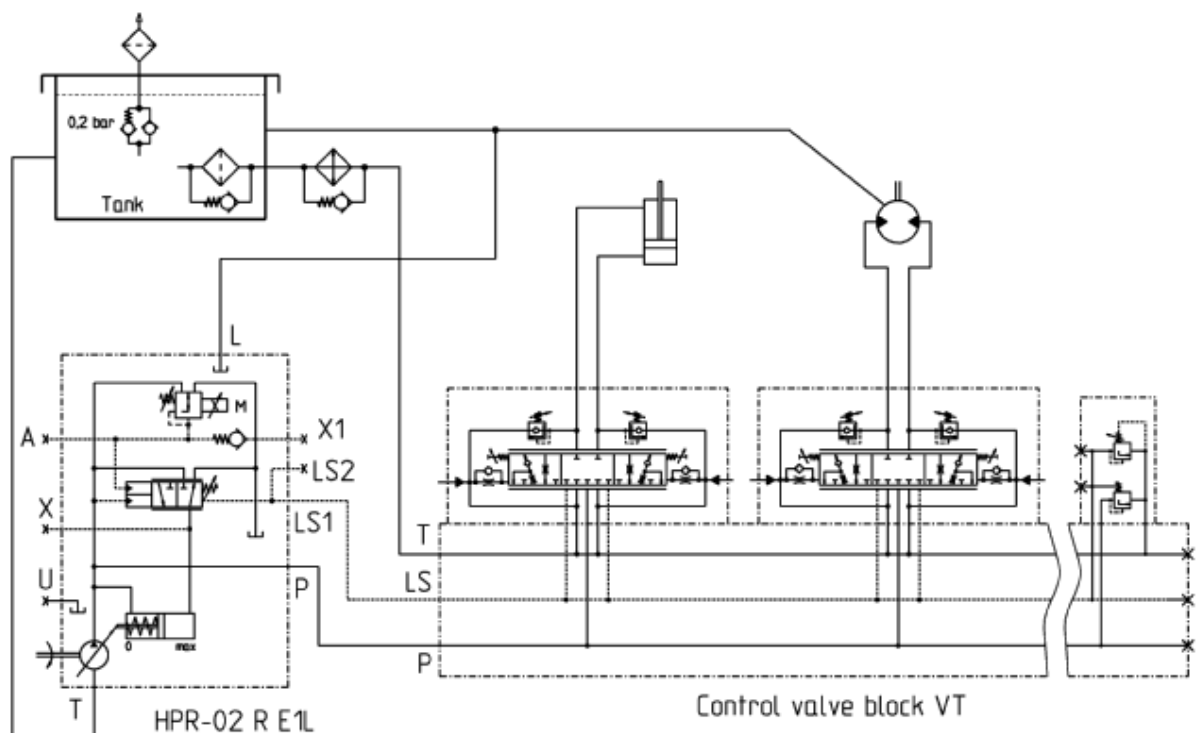 0,2 bar
Tank
L
M
A
X1
LS2
X
LS1
T
U
LS
P
0
max
P
T
HPR-02 R E1L
Control valve block VT